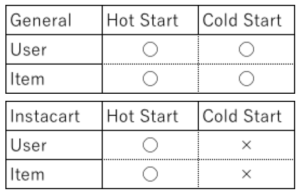 General Hot Start Cold Start
User ○ ○
Item ○ ○
Instacart Hot Start Cold Start
User ○ ×
Item ○ ×